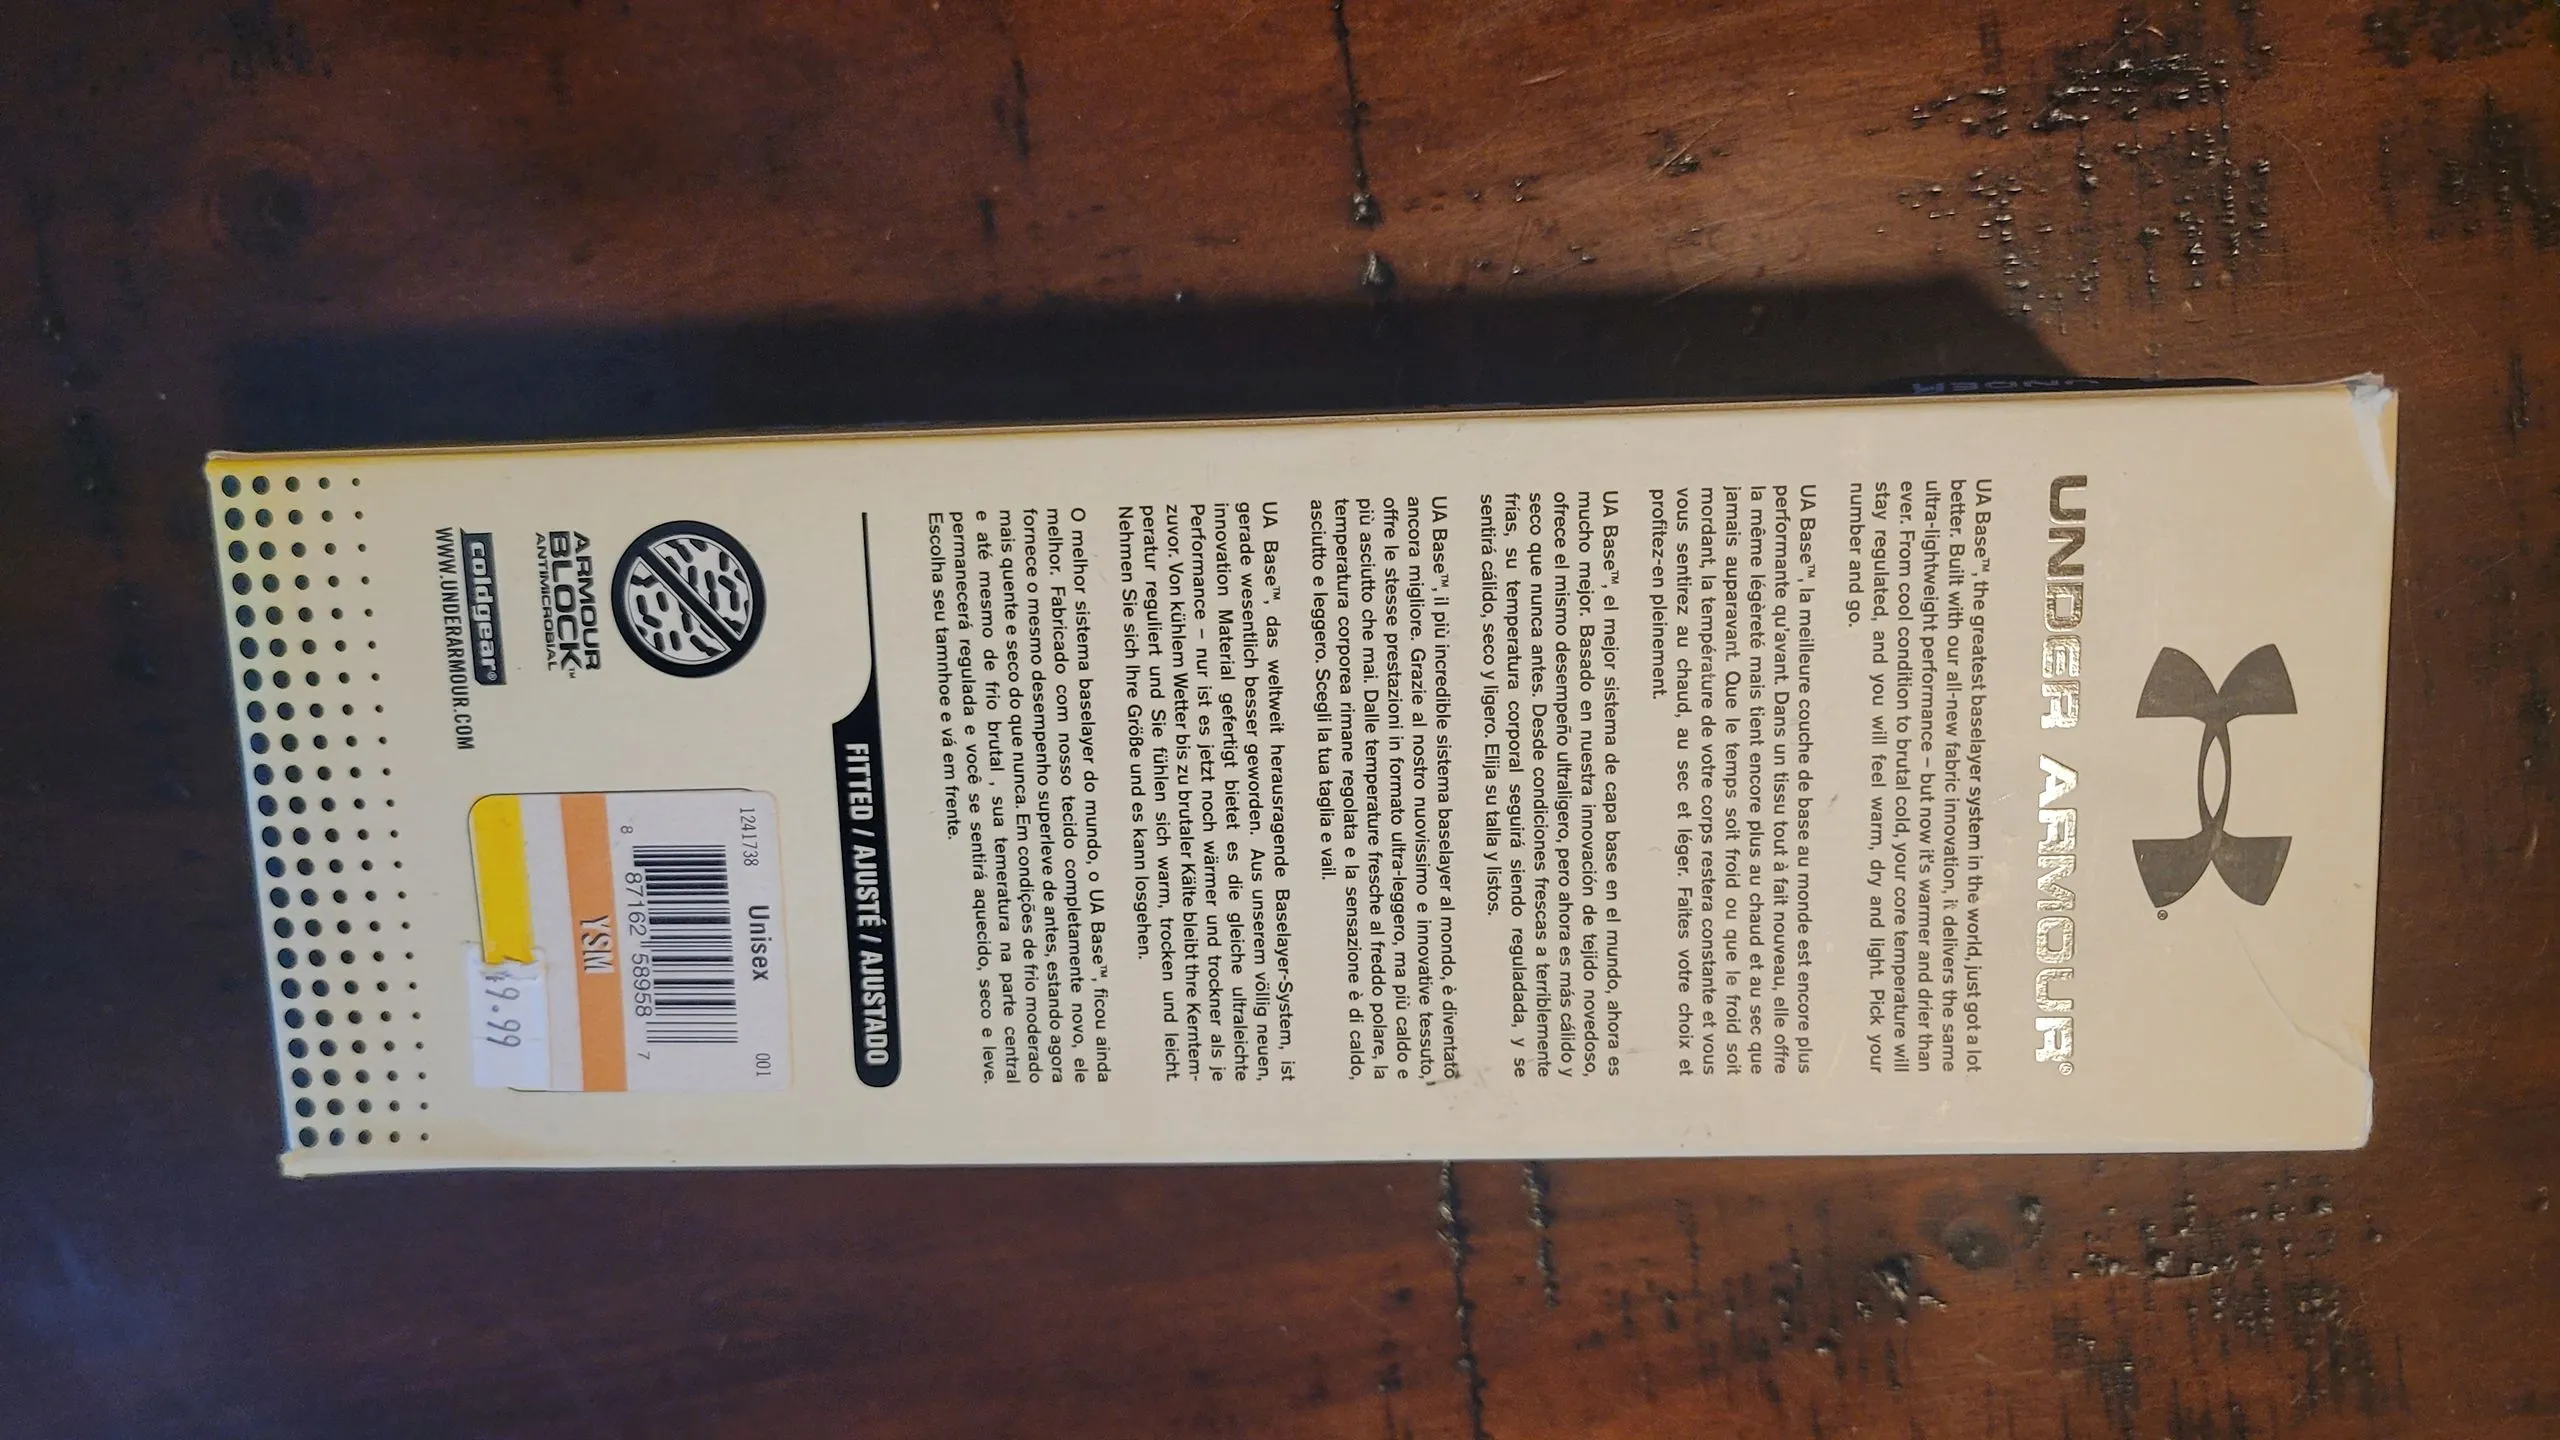 UNDER ARMOUR®
UA Base™, the greatest baselayer system in the world, just got a lot
better. Built with our all-new fabric innovation, it delivers the same
ultra-lightweight performance – but now it's warmer and drier than
ever. From cool condition to brutal cold, your core temperature will
stay regulated, and you will feel warm, dry and light. Pick your
number and go.
UA Base™, la meilleure couche de base au monde est encore plus
performante qu'avant. Dans un tissu tout à fait nouveau, elle offre
la même légèreté mais tient encore plus au chaud et au sec que
jamais auparavant. Que le temps soit froid ou que le froid soit
mordant, la température de votre corps restera constante et vous
vous sentirez au chaud, au sec et léger. Faites votre choix et
profitez-en pleinement.
UA Base™, el mejor sistema de capa base en el mundo, ahora es
mucho mejor. Basado en nuestra innovación de tejido novedoso,
ofrece el mismo desempeño ultraligero, pero ahora es más cálido y
seco que nunca antes. Desde condiciones frescas a terriblemente
frías, su temperatura corporal seguirá siendo reguladada, y se
sentirá cálido, seco y ligero. Elija su talla y listos.
UA Base™, il più incredible sistema baselayer al mondo, è diventato
ancora migliore. Grazie al nostro nuovissimo e innovative tessuto,
offre le stesse prestazioni in formato ultra-leggero, ma più caldo e
più asciutto che mai. Dalle temperature fresche al freddo polare, la
temperatura corporea rimane regolata e la sensazione è di caldo,
asciutto e leggero. Scegli la tua taglia e vail.
UA Base™, das weltweit herausragende Baselayer-System, ist
gerade wesentlich besser geworden. Aus unserem völlig neuen,
innovation Material gefertigt bietet es die gleiche ultraleichte
Performance – nur ist es jetzt noch wärmer und trockner als je
zuvor. Von kühlem Wetter bis zu brutaler Kälte bleibt thre Kerntem-
peratur reguliert und Sie fühlen sich warm, trocken und leicht.
Nehmen Sie sich Ihre Größe und es kann losgehen.
O melhor sistema baselayer do mundo, o UA Base™, ficou ainda
melhor. Fabricado com nosso tecido completamente novo, ele
fornece o mesmo desempenho superleve de antes, estando agora
mais quente e seco do que nunca. Em condições de frio moderado
e até mesmo de frio brutal , sua temeratura na parte central
permanecerá regulada e você se sentirá aquecido, seco e leve.
Escolha seu tamnhoe e vá em frente.
FITTED / AJUSTÉ / AJUSTADO
ARMOUR
BLOCK™
ANTIMICROBIAL
coldgear®
WWW.UNDERARMOUR.COM
1241738 Unisex 001
8 87162 58958 7
YSM
9.99